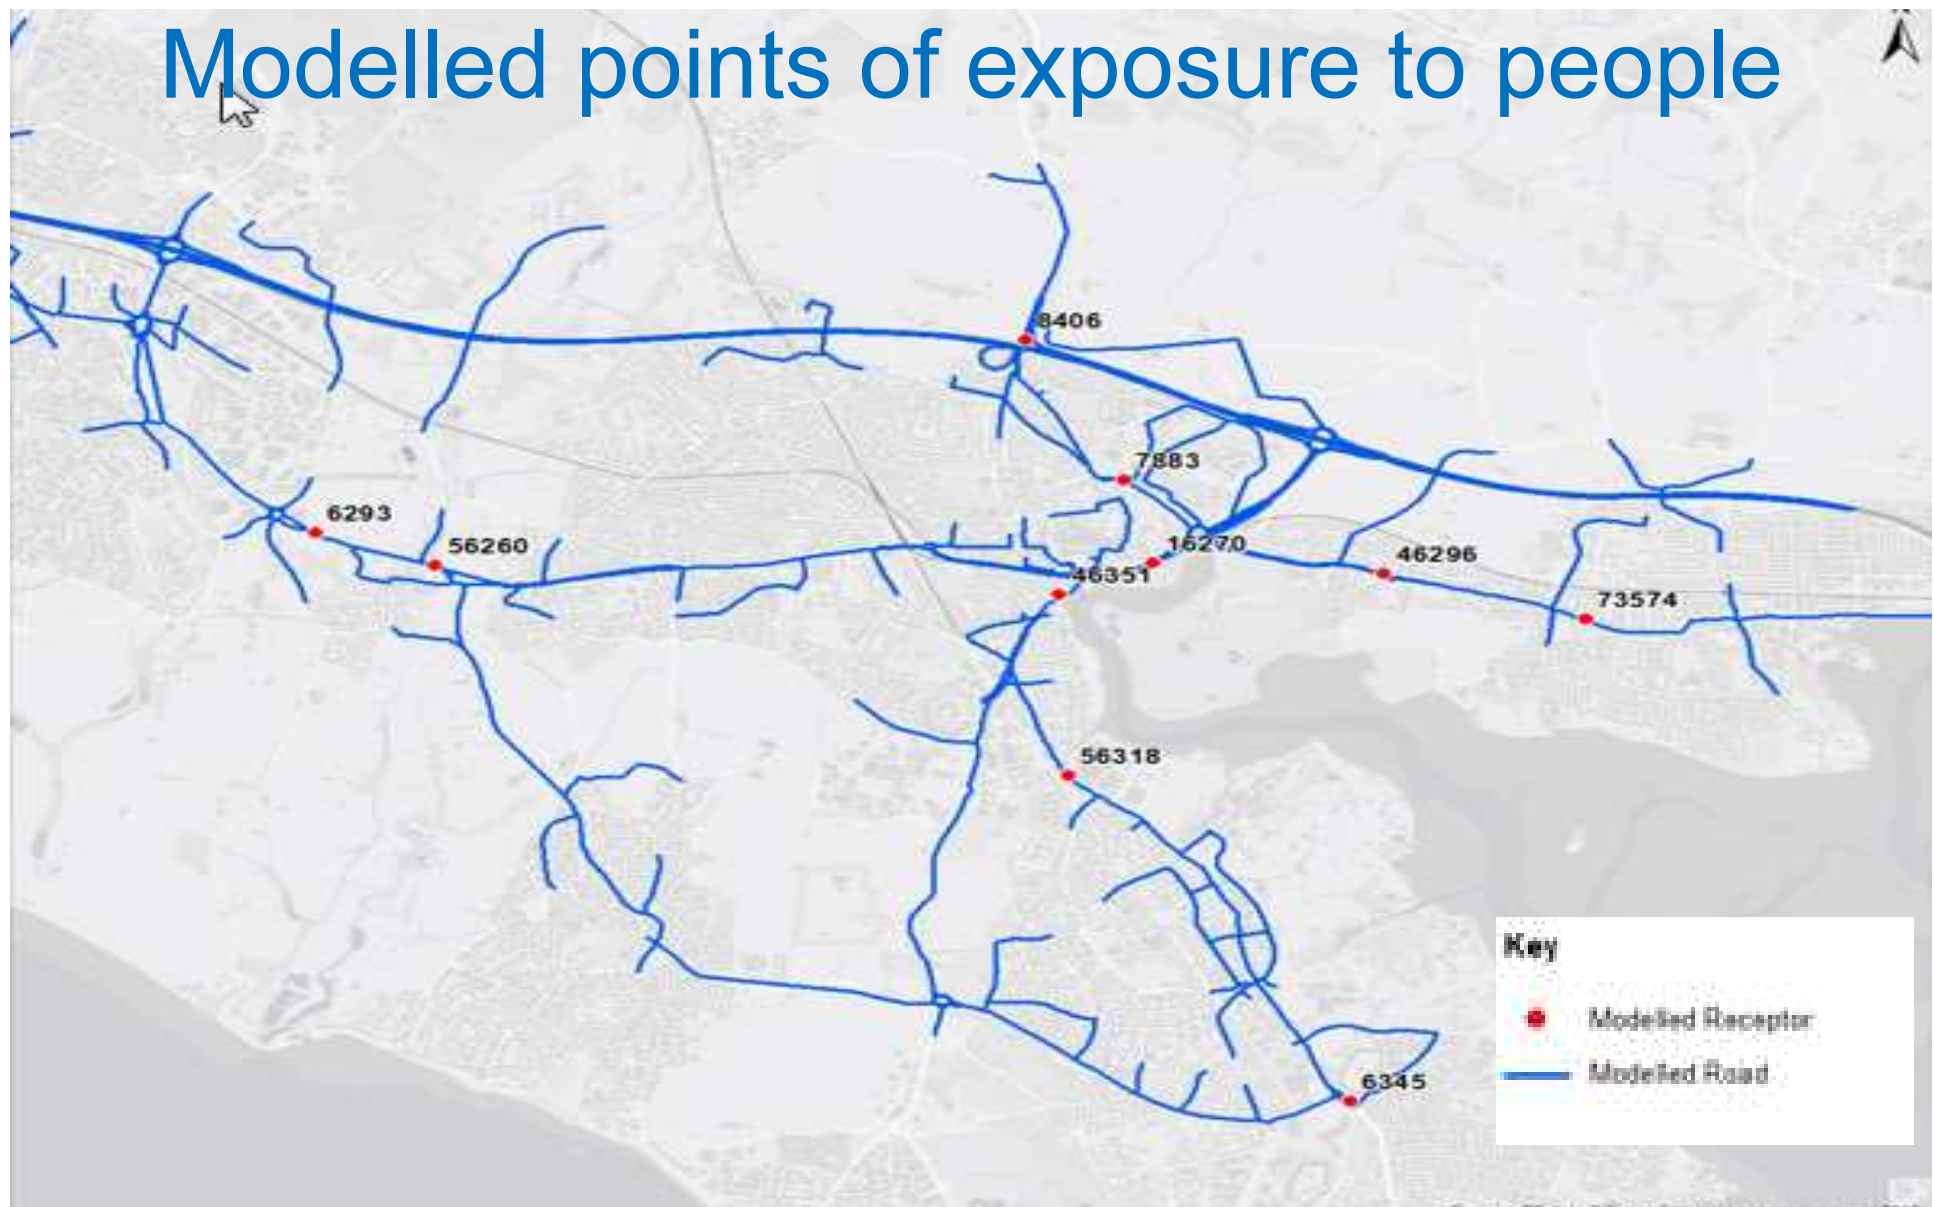 Modelled points of exposure to people
8406
7883
6293
56260
16270
46296
46351
73574
56318
6345
Key
Modelled Receptor
Modelled Road